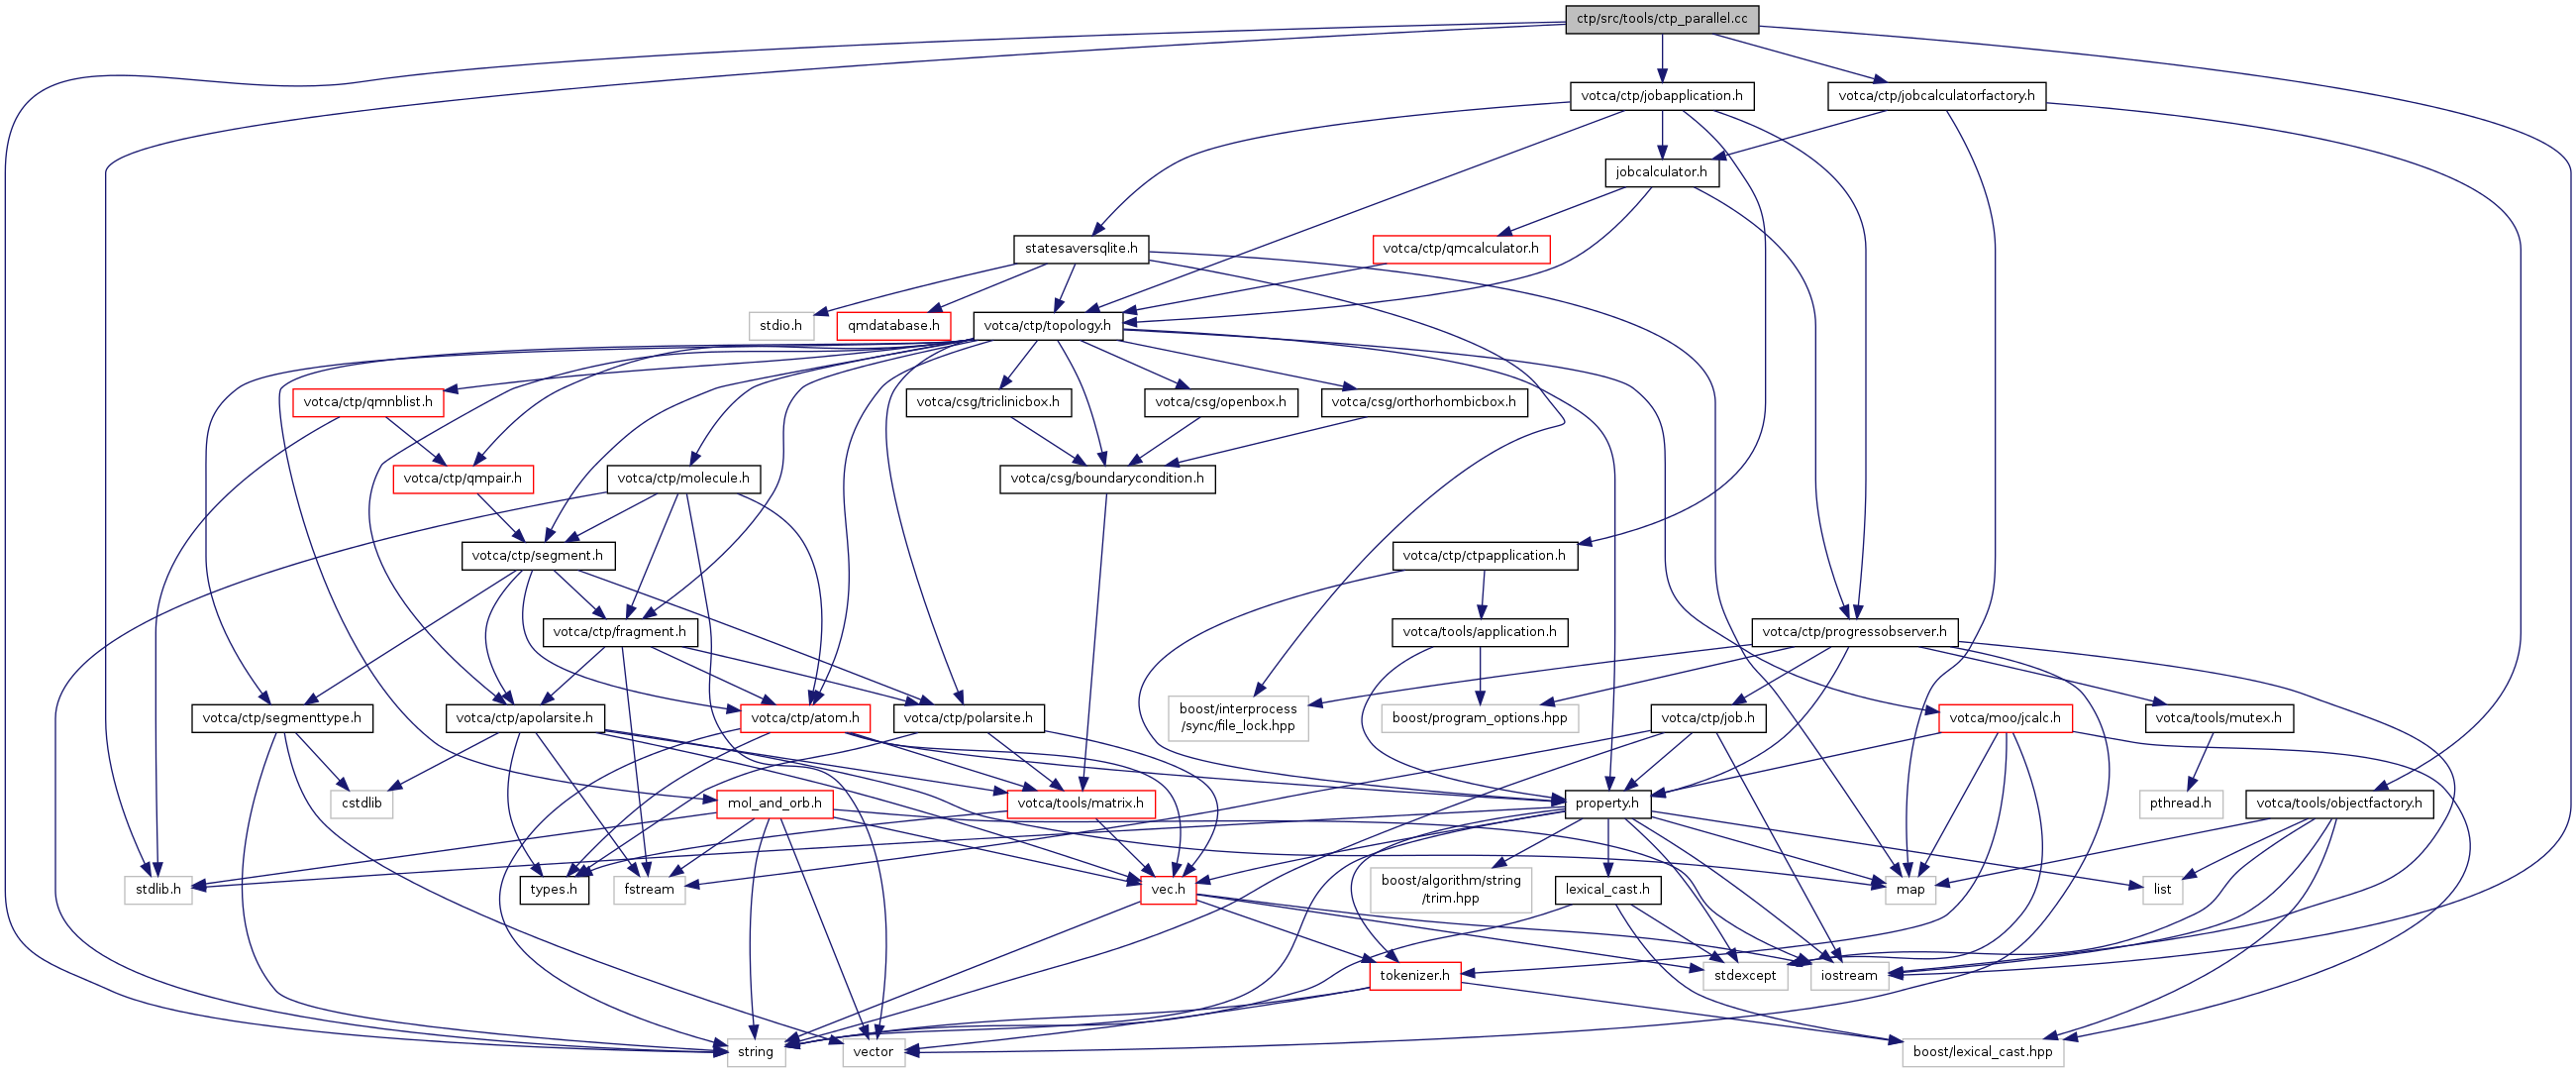 ctp/src/tools/ctp_parallel.cc
votca/ctp/jobapplication.h
votca/ctp/jobcalculatorfactory.h
jobcalculator.h
statesaversqlite.h
votca/ctp/qmcalculator.h
stdio.h
qmdatabase.h
votca/ctp/topology.h
votca/ctp/qmnblist.h
votca/csg/triclinicbox.h
votca/csg/openbox.h
votca/csg/orthorhombicbox.h
votca/ctp/qmpair.h
votca/ctp/molecule.h
votca/csg/boundarycondition.h
votca/ctp/segment.h
votca/ctp/ctpapplication.h
votca/ctp/fragment.h
votca/tools/application.h
votca/ctp/progressobserver.h
votca/ctp/segmenttype.h
votca/ctp/apolarsite.h
votca/ctp/atom.h
votca/ctp/polarsite.h
boost/interprocess
/sync/file_lock.hpp
boost/program_options.hpp
votca/ctp/job.h
votca/moo/jcalc.h
votca/tools/mutex.h
cstdlib
mol_and_orb.h
votca/tools/matrix.h
property.h
pthread.h
votca/tools/objectfactory.h
stdlib.h
types.h
fstream
vec.h
boost/algorithm/string
/trim.hpp
lexical_cast.h
map
list
tokenizer.h
stdexcept
iostream
string
vector
boost/lexical_cast.hpp